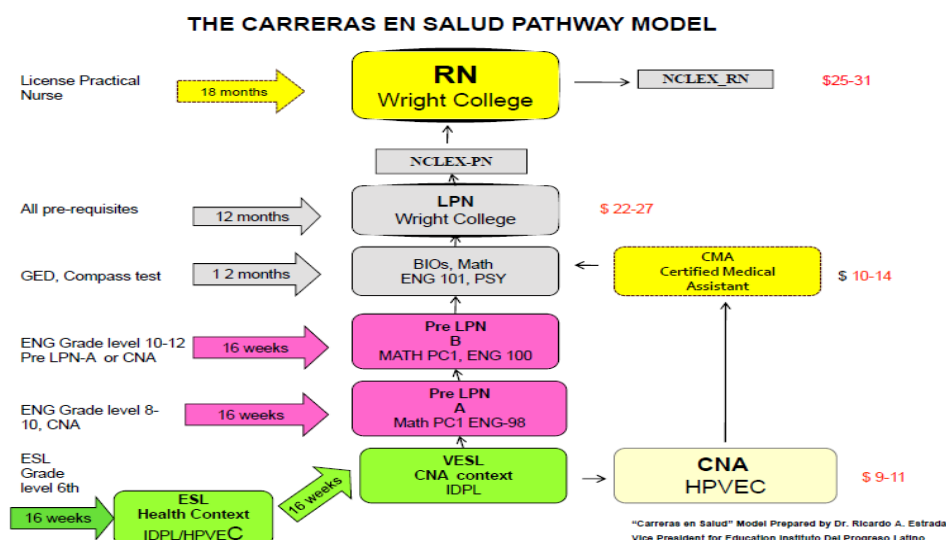 THE CARRERAS EN SALUD PATHWAY MODEL
License Practical
Nurse
18 months
RN
Wright College
NCLEX_RN
$25-31
NCLEX-PN
All pre-requisites
12 months
LPN
Wright College
$ 22-27
GED, Compass test
1 2 months
BIOs, Math
ENG 101, PSY
CMA
Certified Medical
Assistant
$ 10-14
ENG Grade level 10-12
Pre LPN-A or CNA
16 weeks
Pre LPN
B
MATH PC1, ENG 100
ENG Grade level 8-
10, CNA
16 weeks
Pre LPN
A
Math PC1 ENG-98
ESL
Grade
level 6th
16 weeks
ESL
Health Context
IDPL/HPVEC
16 weeks
VESL
CNA context
IDPL
CNA
HPVEC
$ 9-11
"Carreras en Salud" Model Prepared by Dr. Ricardo A. Estrada
Vice President for Education Instituto Del Progreso Latino